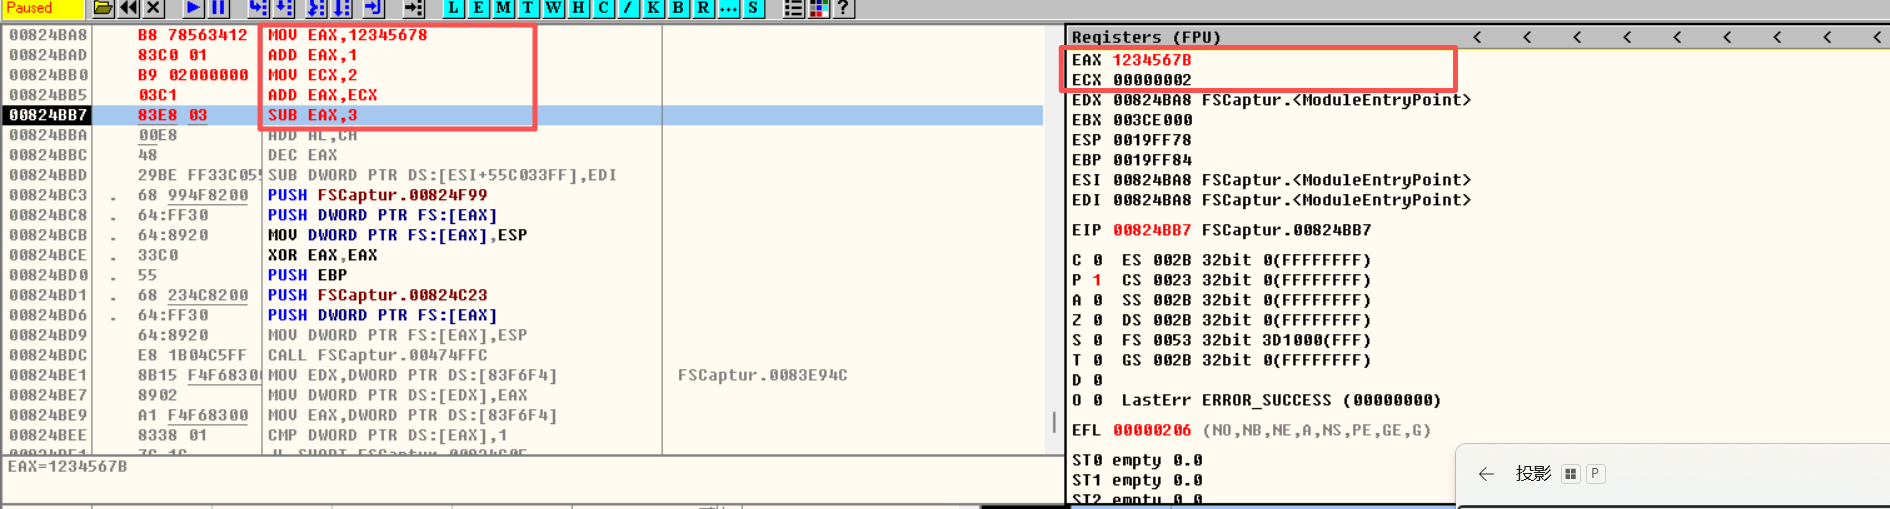 Paused L E M T W H C / K B R ... S ?
00824BA8 B8 78563412 MOV EAX,12345678
00824BAD 83C0 01 ADD EAX,1
00824BB0 B9 02000000 MOV ECX,2
00824BB5 03C1 ADD EAX,ECX
00824BB7 83E8 03 SUB EAX,3
00824BBA 00E8 ADD AL,CH
00824BBC 48 DEC EAX
00824BBD 29BE FF33C055 SUB DWORD PTR DS:[ESI+55C033FF],EDI
00824BC3 . 68 994F8200 PUSH FSCaptur.00824F99
00824BC8 . 64:FF30 PUSH DWORD PTR FS:[EAX]
00824BCB . 64:8920 MOV DWORD PTR FS:[EAX],ESP
00824BCE . 33C0 XOR EAX,EAX
00824BD0 . 55 PUSH EBP
00824BD1 . 68 234C8200 PUSH FSCaptur.00824C23
00824BD6 . 64:FF30 PUSH DWORD PTR FS:[EAX]
00824BD9 64:8920 MOV DWORD PTR FS:[EAX],ESP
00824BDC E8 1B04C5FF CALL FSCaptur.00474FFC
00824BE1 8B15 F4F68300 MOV EDX,DWORD PTR DS:[83F6F4] FSCaptur.0083E94C
00824BE7 8902 MOV DWORD PTR DS:[EDX],EAX
00824BE9 A1 F4F68300 MOV EAX,DWORD PTR DS:[83F6F4]
00824BEE 8338 01 CMP DWORD PTR DS:[EAX],1
EAX=1234567B
Registers (FPU) < < < < < < < < <
EAX 1234567B
ECX 00000002
EDX 00824BA8 FSCaptur.<ModuleEntryPoint>
EBX 003CE000
ESP 0019FF78
EBP 0019FF84
ESI 00824BA8 FSCaptur.<ModuleEntryPoint>
EDI 00824BA8 FSCaptur.<ModuleEntryPoint>
EIP 00824BB7 FSCaptur.00824BB7
C 0 ES 002B 32bit 0(FFFFFFFF)
P 1 CS 0023 32bit 0(FFFFFFFF)
A 0 SS 002B 32bit 0(FFFFFFFF)
Z 0 DS 002B 32bit 0(FFFFFFFF)
S 0 FS 0053 32bit 3D1000(FFF)
T 0 GS 002B 32bit 0(FFFFFFFF)
D 0
O 0 LastErr ERROR_SUCCESS (00000000)
EFL 00000206 (NO,NB,NE,A,NS,PE,GE,G)
ST0 empty 0.0
ST1 empty 0.0
ST2 empty 0.0
投影 P